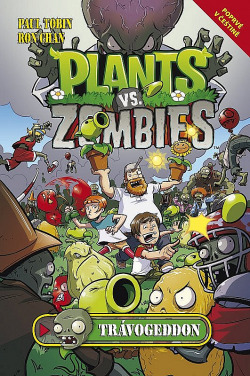 PAUL TOBIN
RON CHAN
POPRVÉ
V ČEŠTINĚ
PLANTS
VS.
ZOMBIES
TRÁVOGEDDON